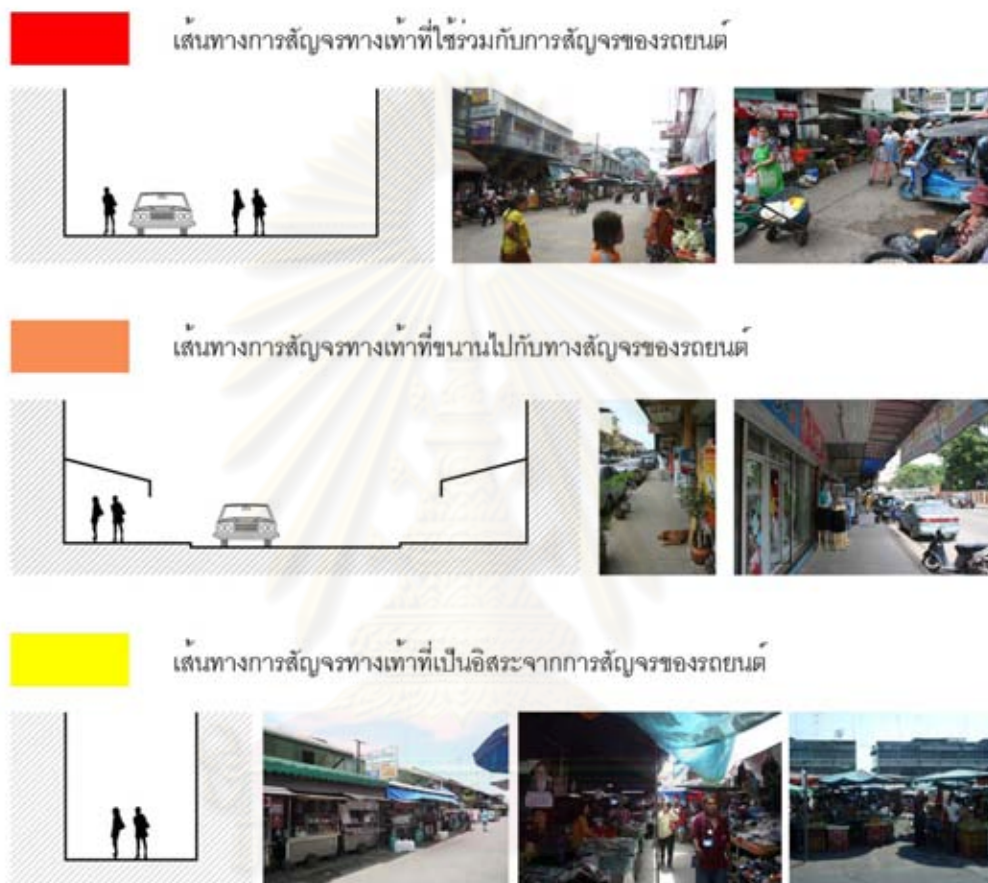 เส้นทางการสัญจรทางเท้าที่ใช้ร่วมกับการสัญจรของรถยนต์
เส้นทางการสัญจรทางเท้าที่ขนานไปกับทางสัญจรของรถยนต์
เส้นทางการสัญจรทางเท้าที่เป็นอิสระจากการสัญจรของรถยนต์